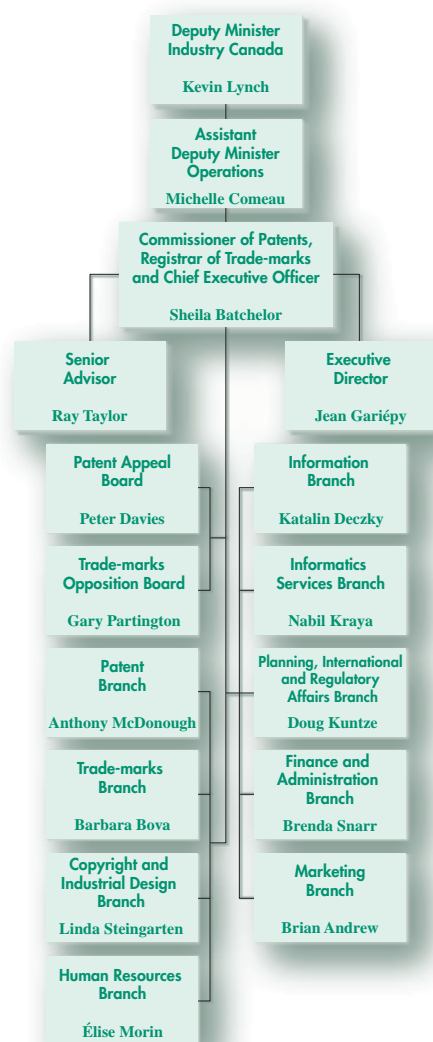 Deputy Minister
Industry Canada
Kevin Lynch
Assistant
Deputy Minister
Operations
Michelle Comeau
Commissioner of Patents,
Registrar of Trade-marks
and Chief Executive Officer
Sheila Batchelor
Senior
Advisor
Ray Taylor
Executive
Director
Jean Gariépy
Patent Appeal
Board
Peter Davies
Information
Branch
Katalin Deczky
Trade-marks
Opposition Board
Gary Partington
Informatics
Services Branch
Nabil Kraya
Patent
Branch
Anthony McDonough
Planning, International
and Regulatory
Affairs Branch
Doug Kuntze
Trade-marks
Branch
Barbara Bova
Finance and
Administration
Branch
Brenda Snarr
Copyright and
Industrial Design
Branch
Linda Steingarten
Marketing
Branch
Brian Andrew
Human Resources
Branch
Élise Morin